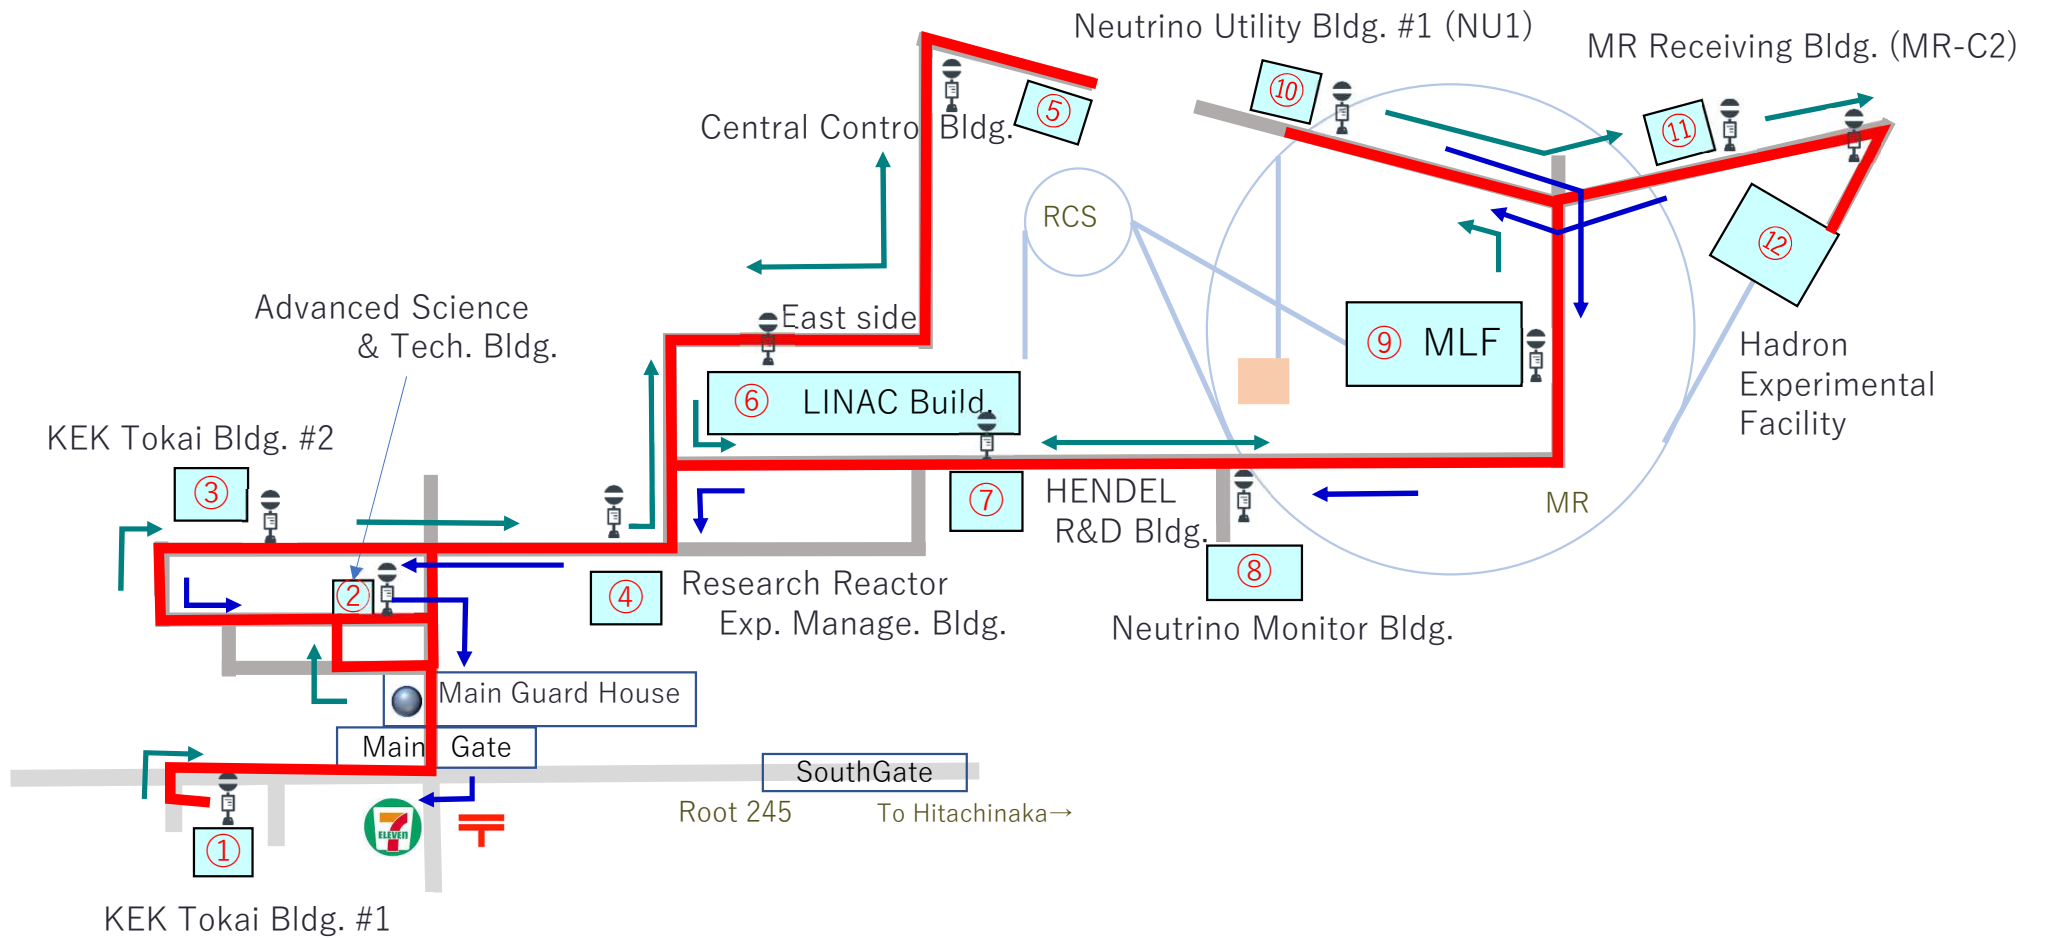 Neutrino Utility Bldg. #1 (NU1)
MR Receiving Bldg. (MR-C2)
⑤
⑩
⑪
Central Control Bldg.
RCS
⑫
Advanced Science
& Tech. Bldg.
East side
⑨ MLF
Hadron
Experimental
Facility
⑥ LINAC Build.
KEK Tokai Bldg. #2
③
⑦
HENDEL
R&D Bldg.
MR
②
④
Research Reactor
Exp. Manage. Bldg.
⑧
Neutrino Monitor Bldg.
Main Guard House
Main Gate
SouthGate
Root 245
To Hitachinaka→
7
ELEVEN
〒
①
KEK Tokai Bldg. #1